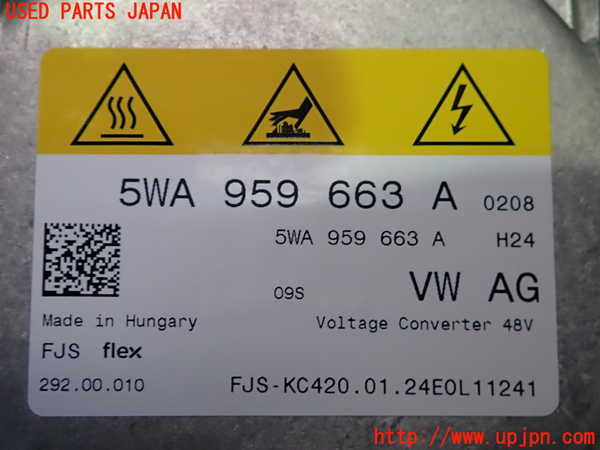 USED PARTS JAPAN
5WA 959 663 A 0208
5WA 959 663 A H24
09S VW AG
Made in Hungary Voltage Converter 48V
FJS flex
292.00.010 FJS-KC420.01.24E0L11241
http://www.upjpn.com